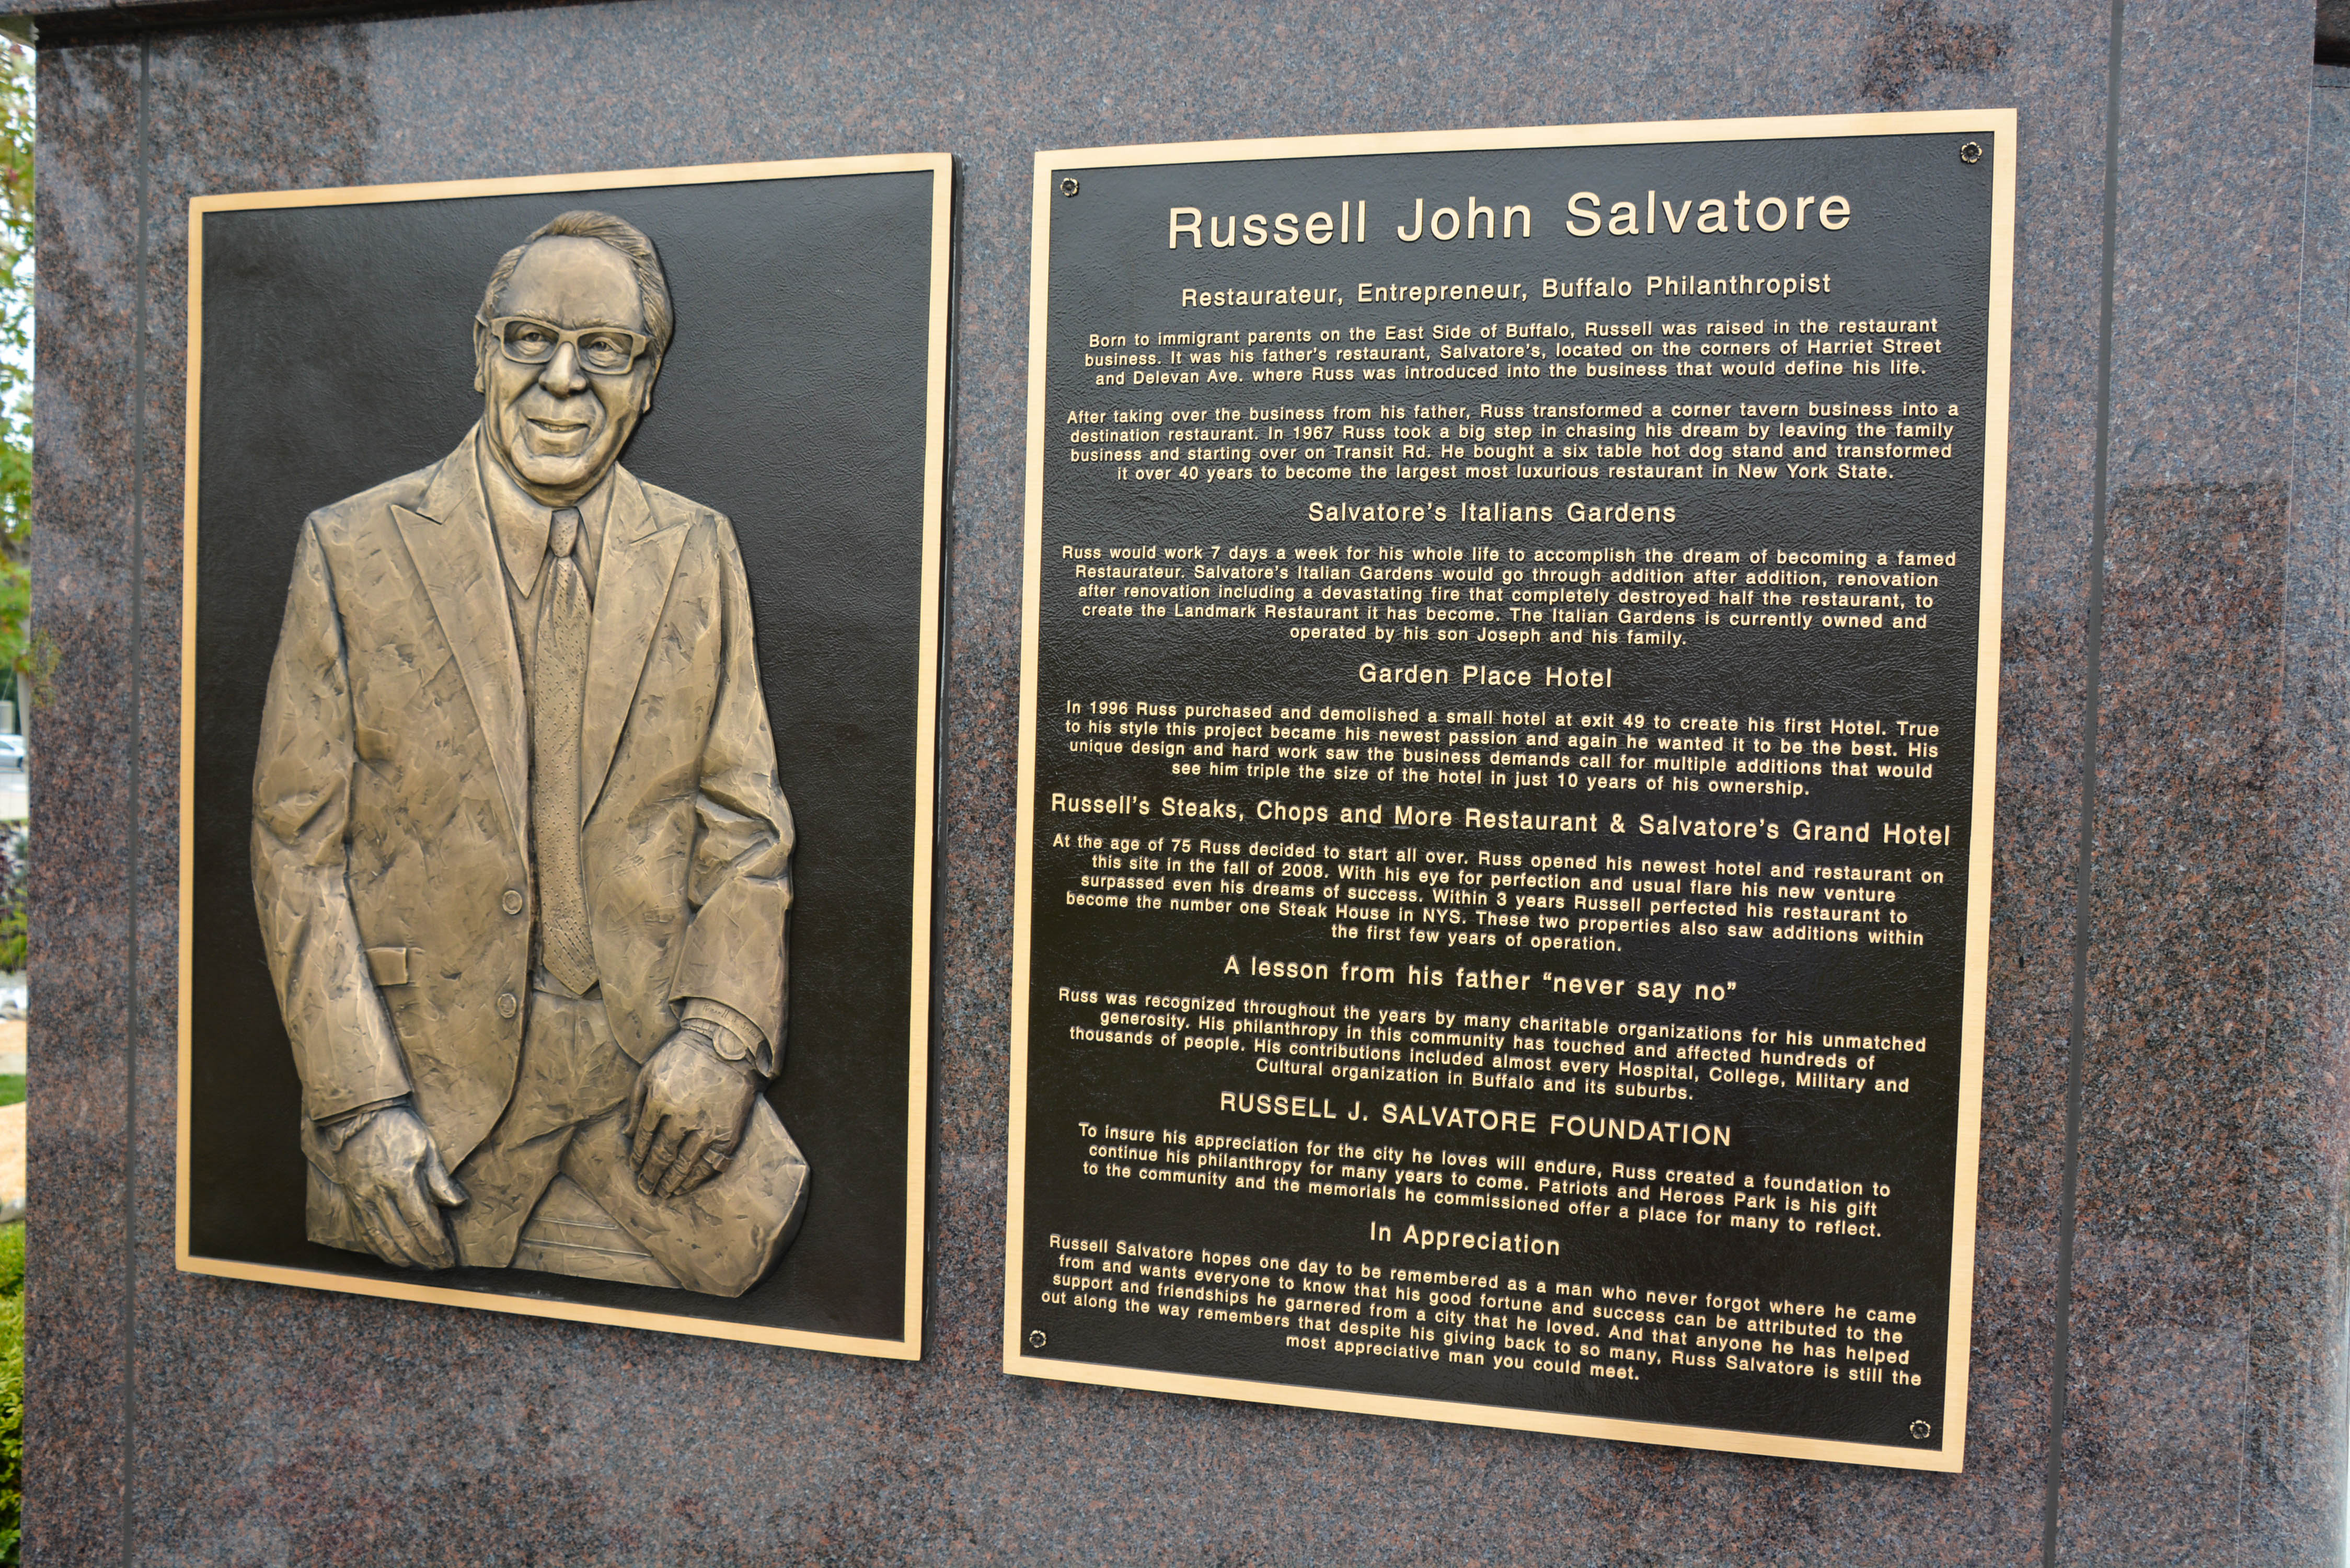 Russell John Salvatore
Restaurateur, Entrepreneur, Buffalo Philanthropist
Born to immigrant parents on the East Side of Buffalo, Russell was raised in the restaurant
business. It was his father's restaurant, Salvatore's, located on the corners of Harriet Street
and Delevan Ave. where Russ was introduced into the business that would define his life.
After taking over the business from his father, Russ transformed a corner tavern business into a
destination restaurant. In 1967 Russ took a big step in chasing his dream by leaving the family
business and starting over on Transit Rd. He bought a six table hot dog stand and transformed
it over 40 years to become the largest most luxurious restaurant in New York State.
Salvatore's Italians Gardens
Russ would work 7 days a week for his whole life to accomplish the dream of becoming a famed
Restaurateur. Salvatore's Italian Gardens would go through addition after addition, renovation
after renovation including a devastating fire that completely destroyed half the restaurant, to
create the Landmark Restaurant it has become. The Italian Gardens is currently owned and
operated by his son Joseph and his family.
Garden Place Hotel
In 1996 Russ purchased and demolished a small hotel at exit 49 to create his first Hotel. True
to his style this project became his newest passion and again he wanted it to be the best. His
unique design and hard work saw the business demands call for multiple additions that would
see him triple the size of the hotel in just 10 years of his ownership.
Russell's Steaks, Chops and More Restaurant & Salvatore's Grand Hotel
At the age of 75 Russ decided to start all over. Russ opened his newest hotel and restaurant on
this site in the fall of 2008. With his eye for perfection and usual flare his new venture
surpassed even his dreams of success. Within 3 years Russell perfected his restaurant to
become the number one Steak House in NYS. These two properties also saw additions within
the first few years of operation.
A lesson from his father "never say no"
Russ was recognized throughout the years by many charitable organizations for his unmatched
generosity. His philanthropy in this community has touched and affected hundreds of
thousands of people. His contributions included almost every Hospital, College, Military and
Cultural organization in Buffalo and its suburbs.
RUSSELL J. SALVATORE FOUNDATION
To insure his appreciation for the city he loves will endure, Russ created a foundation to
continue his philanthropy for many years to come. Patriots and Heroes Park is his gift
to the community and the memorials he commissioned offer a place for many to reflect.
In Appreciation
Russell Salvatore hopes one day to be remembered as a man who never forgot where he came
from and wants everyone to know that his good fortune and success can be attributed to the
support and friendships he garnered from a city that he loved. And that anyone he has helped
out along the way remembers that despite his giving back to so many, Russ Salvatore is still the
most appreciative man you could meet.